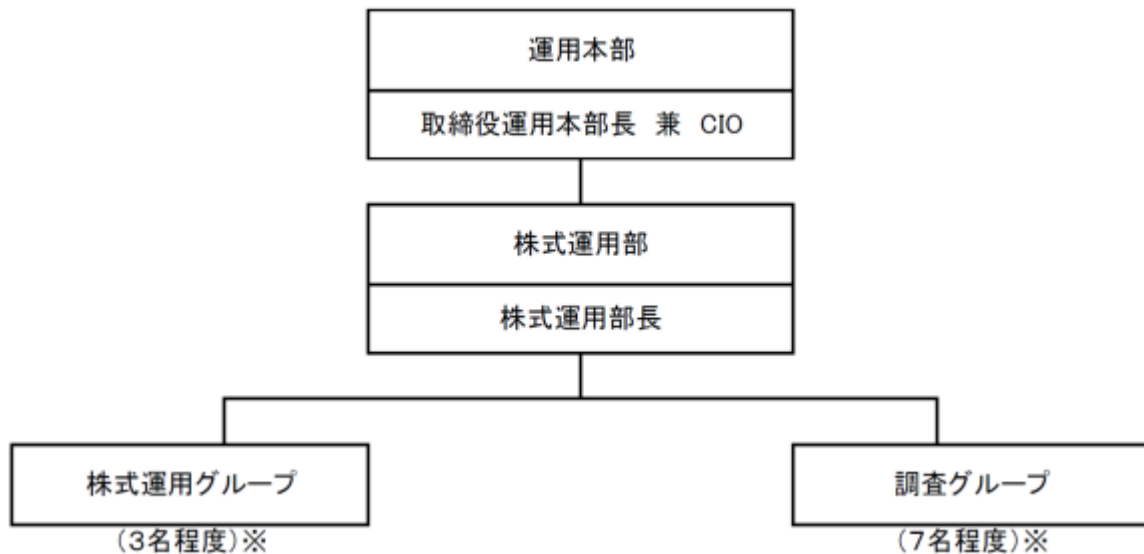 運用本部
取締役運用本部長 兼 CIO
株式運用部
株式運用部長
株式運用グループ
調査グループ
(3名程度)※
(7名程度)※